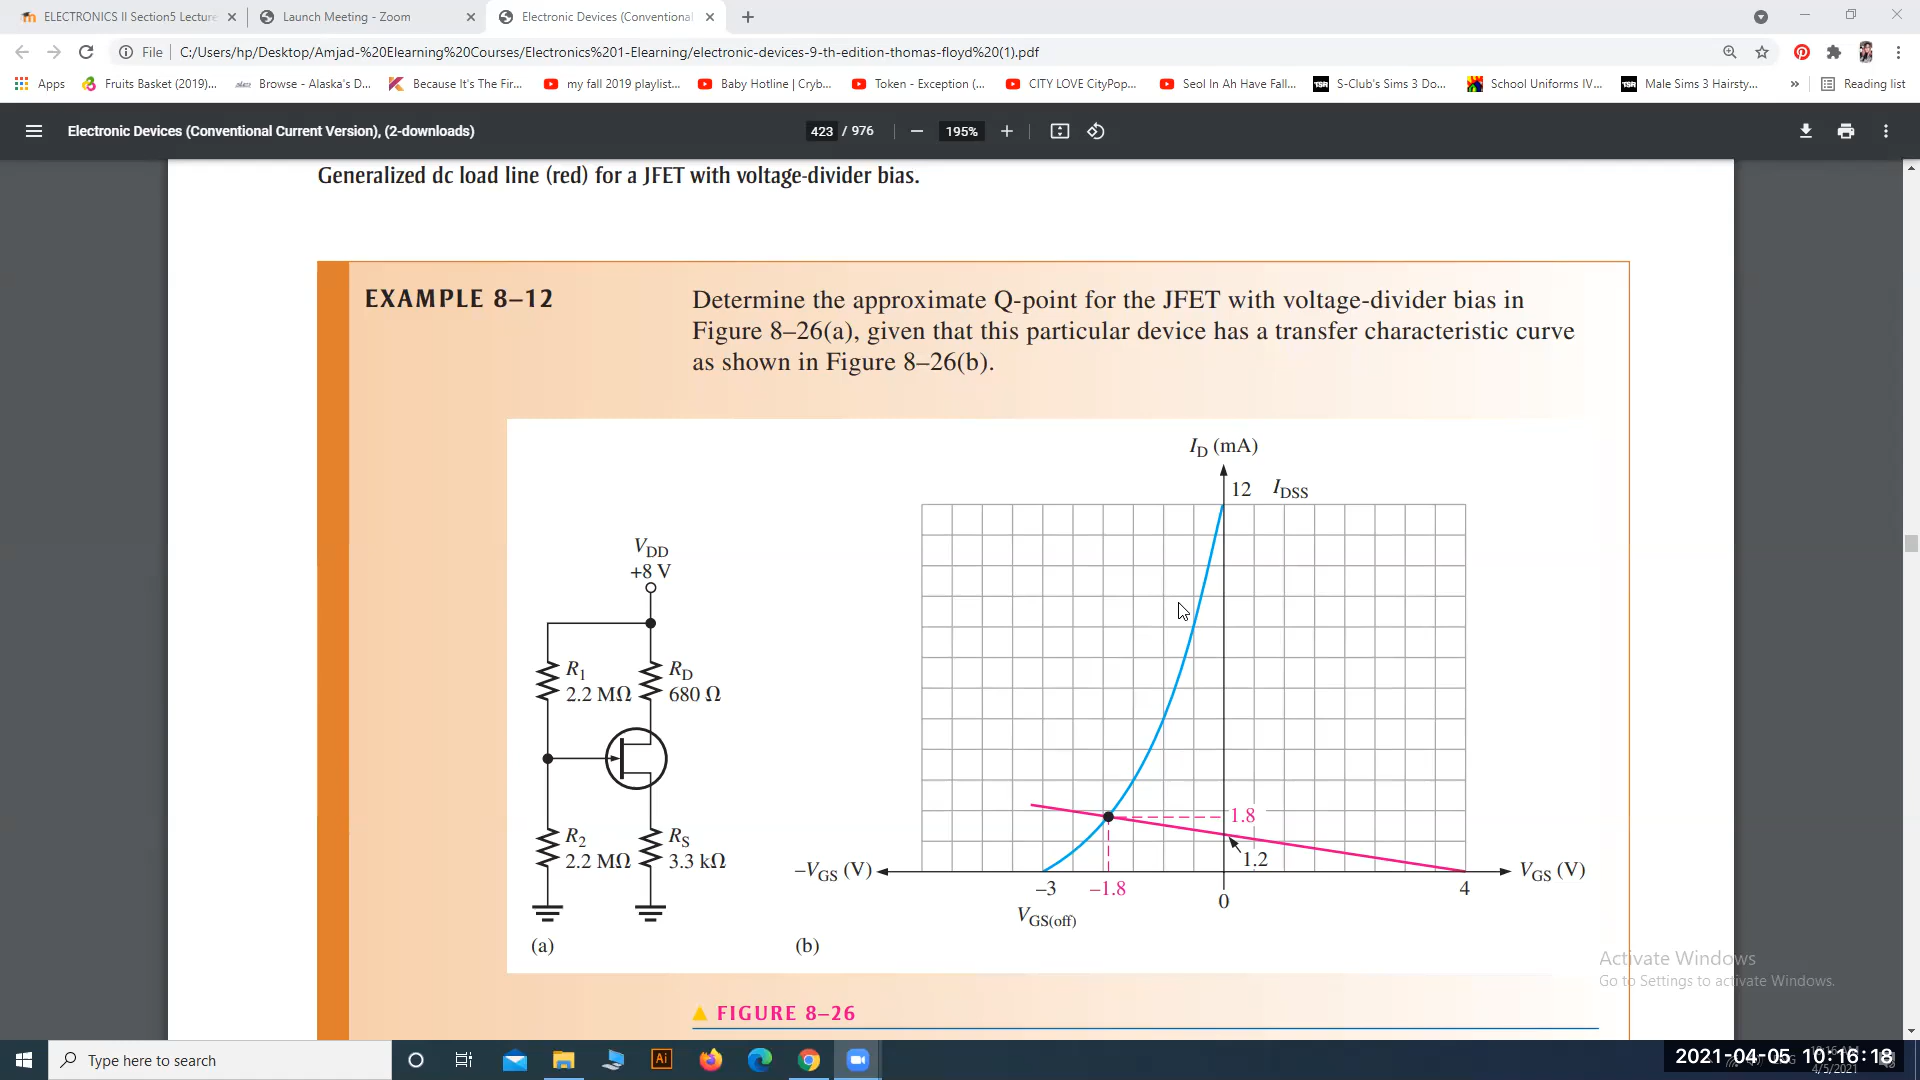 ELECTRONICS II Section5 Lecture
Launch Meeting - Zoom
Electronic Devices (Conventional
File
C:/Users/hp/Desktop/Amjad-%20Elearning%20Courses/Electronics%201-Elearning/electronic-devices-9-th-edition-thomas-floyd%20(1).pdf
Apps
Fruits Basket (2019)...
Browse - Alaska's D...
Because It's The Fir...
my fall 2019 playlist...
Baby Hotline | Cryb...
Token - Exception (...
CITY LOVE CityPop...
Seol In Ah Have Fall...
S-Club's Sims 3 Do...
School Uniforms IV...
Male Sims 3 Hairsty...
»
Reading list
Electronic Devices (Conventional Current Version), (2-downloads)
423 / 976
195%
Generalized dc load line (red) for a JFET with voltage-divider bias.
EXAMPLE 8–12
Determine the approximate Q-point for the JFET with voltage-divider bias in
Figure 8–26(a), given that this particular device has a transfer characteristic curve
as shown in Figure 8–26(b).
VDD
+8 V
R1
2.2 MΩ
RD
680 Ω
R2
2.2 MΩ
RS
3.3 kΩ
(a)
ID (mA)
12 IDSS
1.8
1.2
–VGS (V)
VGS (V)
–3
–1.8
0
4
VGS(off)
(b)
Activate Windows
Go to Settings to activate Windows.
FIGURE 8–26
Type here to search
Ai
2021-04-05 10:16:18
4/5/2021